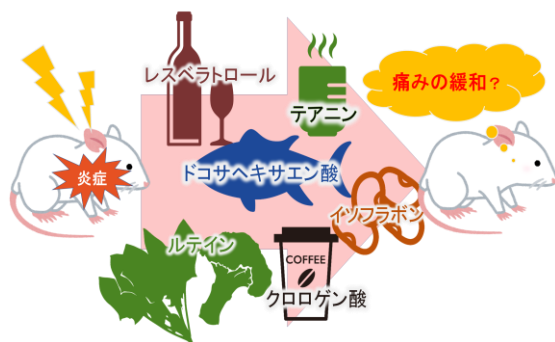 レスベラトロール
テアニン
痛みの緩和？
炎症
ドコサヘキサエン酸
イソフラボン
ルテイン
COFFEE
クロロゲン酸